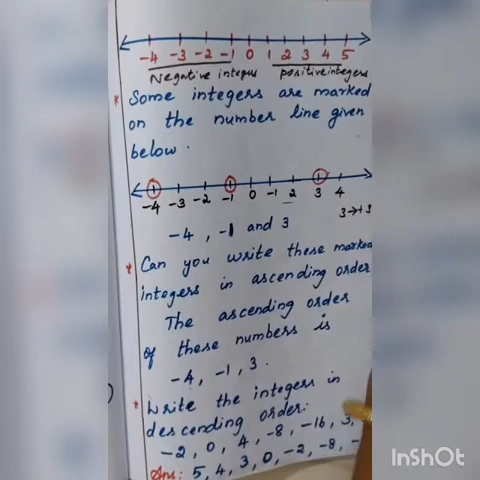 -4 -3 -2 -1 0 1 2 3 4 5
Negative integus positive integers
* Some integers are marked
on the number line given
below.
-4 -3 -2 -1 0 -1 2 3 4
3→+3
-4, -1 and 3
* Can you write these marked
integers in ascending order
The ascending order
of these numbers is
-4, -1, 3.
* Write the integers in
descending order:
-2, 0, 4, -8, -16, 3,
Ans: 5, 4, 3, 0, -2, -8, -
InShOt